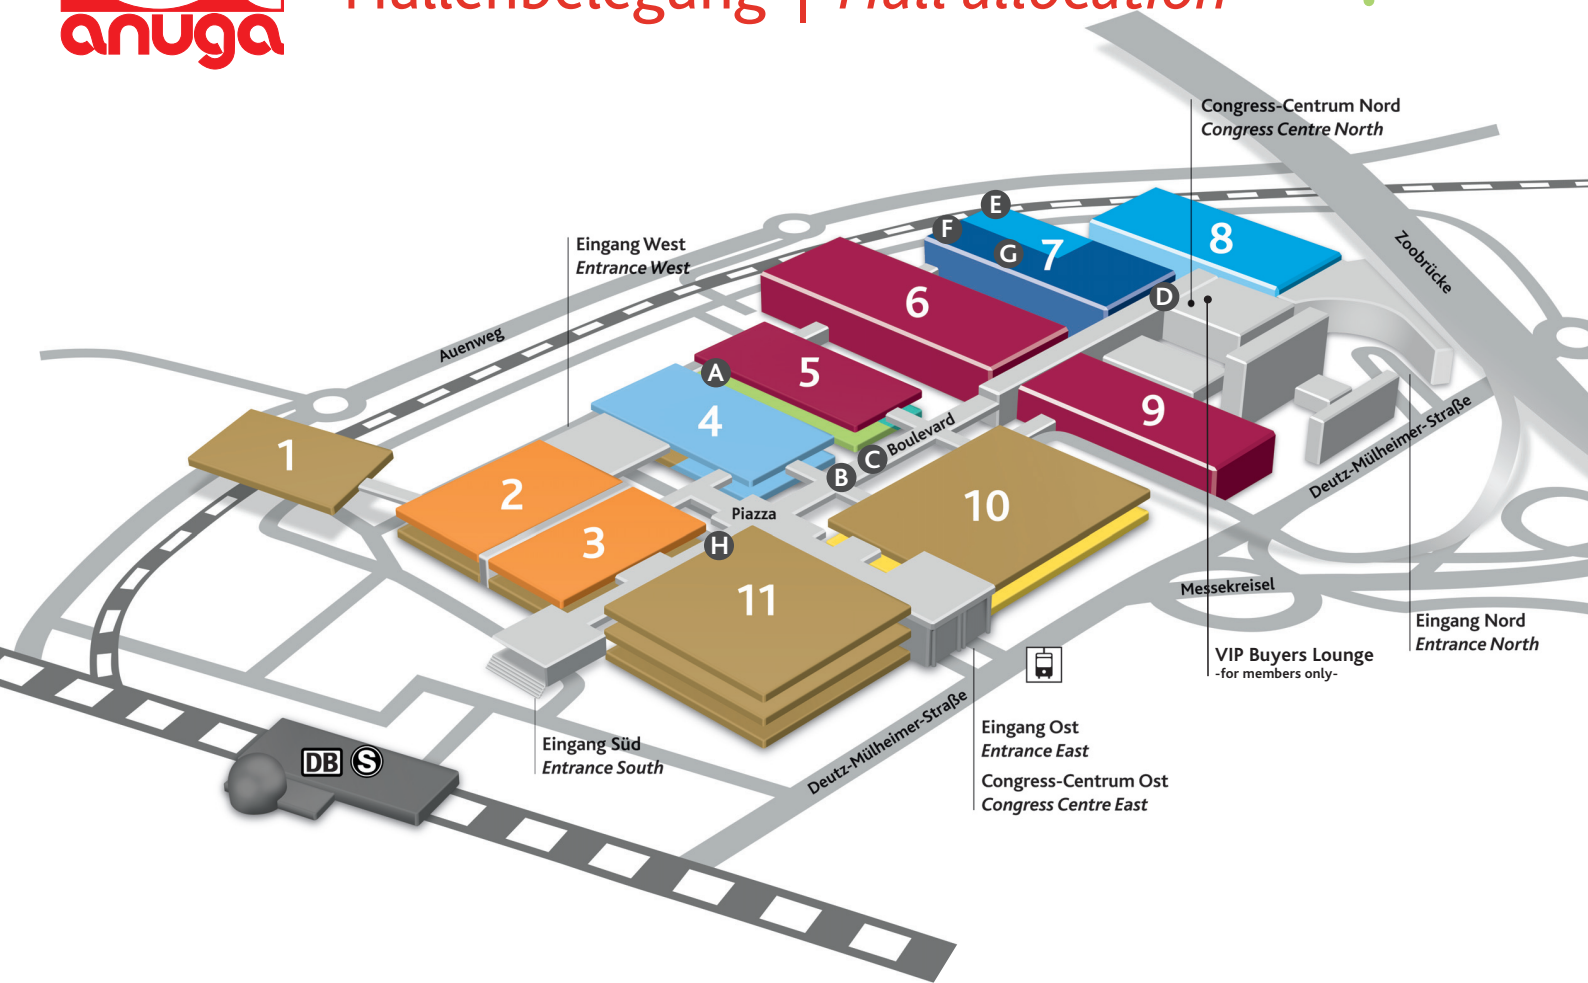 anuga
Hallenbelegung | Hall allocation
Congress-Centrum Nord
Congress Centre North
Eingang West
Entrance West
Zoobrücke
Auenweg
E
F
G
7
8
6
D
5
A
4
9
Boulevard
C
B
10
Deutz-Mülheimer-Straße
1
2
3
Piazza
H
11
Messekreisel
Eingang Nord
Entrance North
VIP Buyers Lounge
-for members only-
Eingang Süd
Entrance South
Deutz-Mülheimer-Straße
Eingang Ost
Entrance East
Congress-Centrum Ost
Congress Centre East
DB
S